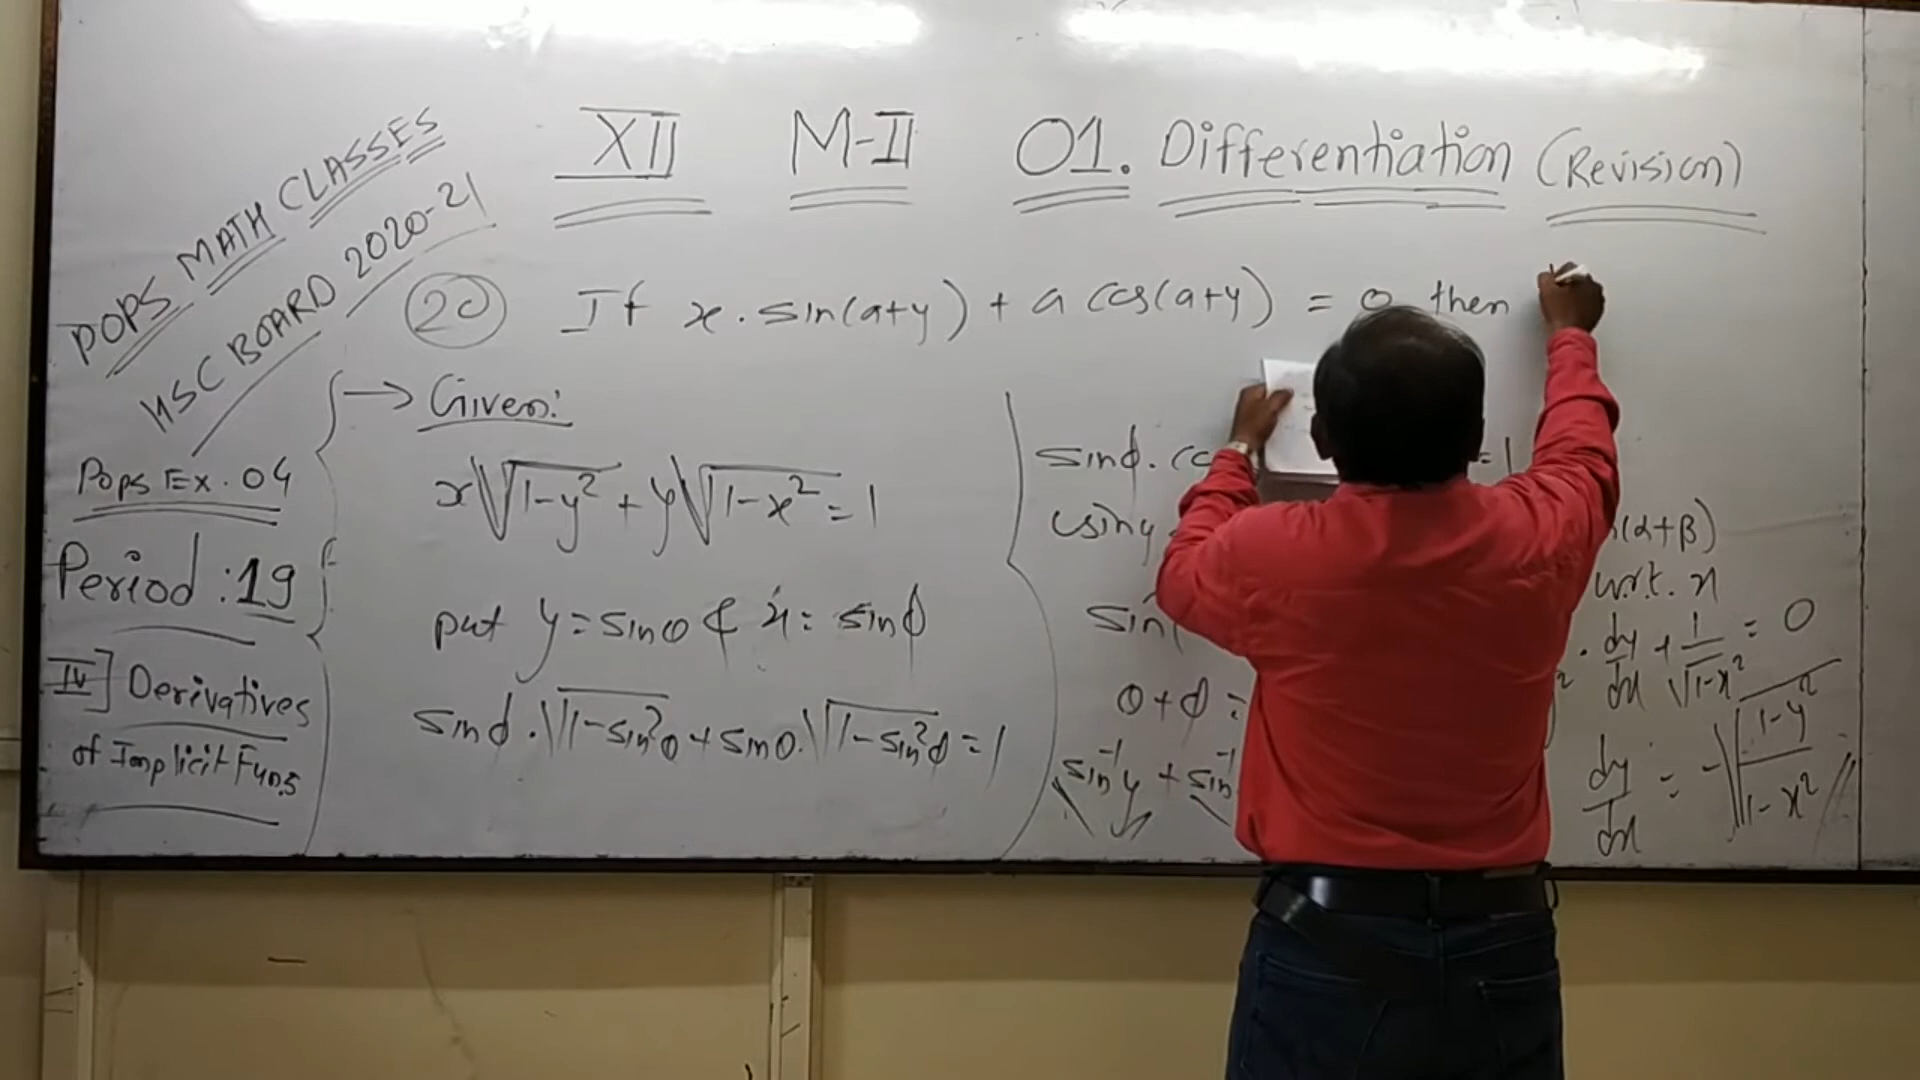 POPS MATH CLASSES
HSC BOARD 2020-21
XII M-II 01. Differentiation (Revision)
20 If x . sin(a+y) + a cos(a+y) = 0 then
Pops Ex. 04
Period : 19
IV] Derivatives
of Implicit Funs
→ Given:
x√1-y² + y√1-x² = 1
put y = sinθ & x = sinϕ
sinϕ . √1-sin²θ + sinθ . √1-sin²ϕ = 1
sinϕ . = 1
using (α+β)
w.r.t. x
sin(
. dy/dx + 1/√1-x² = 0
θ + ϕ =
sin⁻¹y + sin⁻¹
dy/dx = -√1-y²/1-x² //